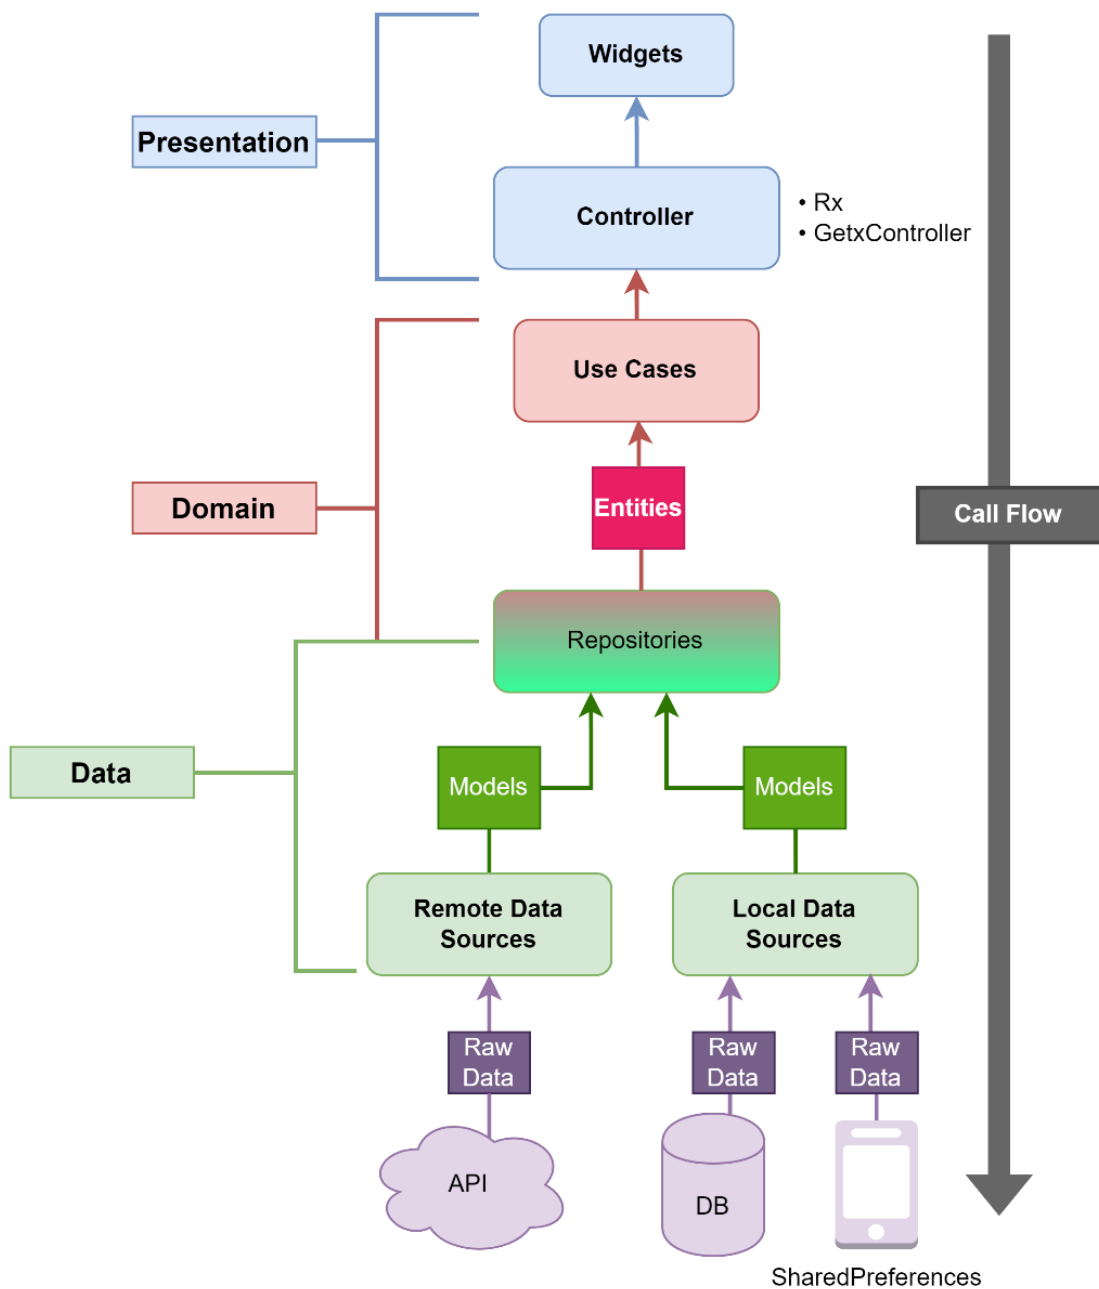 Widgets
Presentation
Controller
• Rx
• GetxController
Use Cases
Domain
Entities
Call Flow
Repositories
Data
Models
Models
Remote Data
Sources
Local Data
Sources
Raw
Data
Raw
Data
Raw
Data
API
DB
SharedPreferences